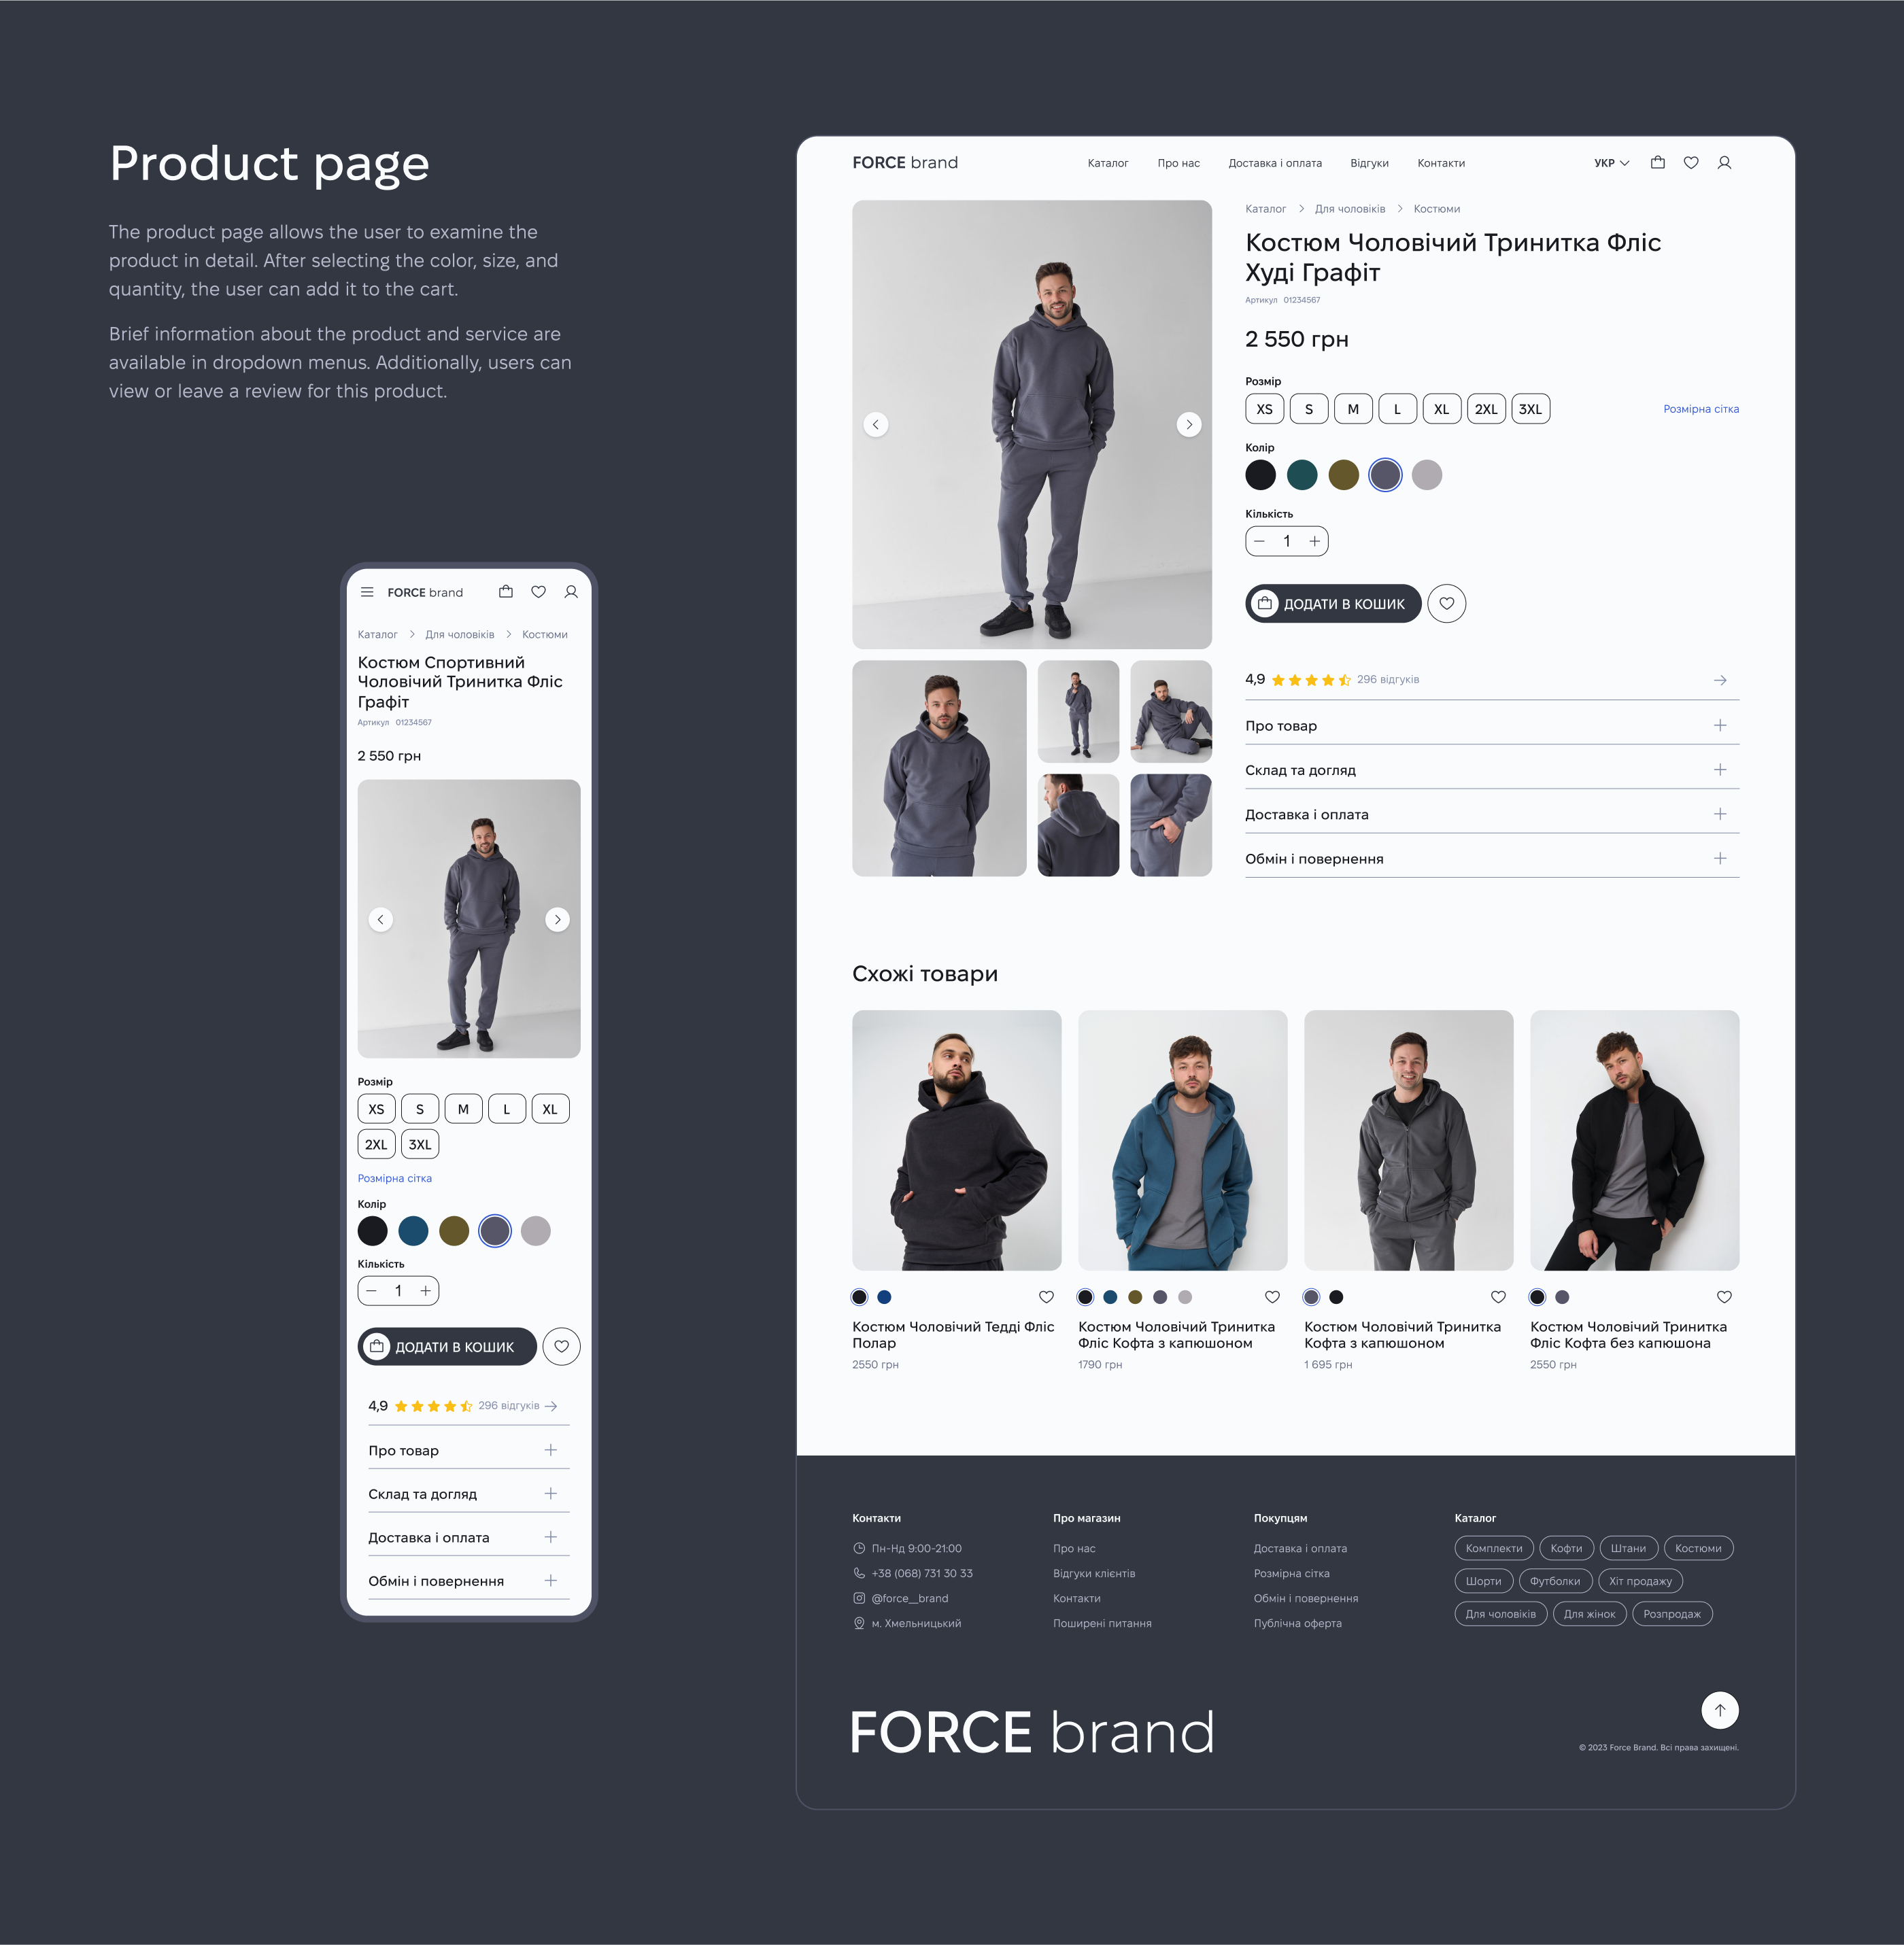 Product page
The product page allows the user to examine the
product in detail. After selecting the color, size, and
quantity, the user can add it to the cart.
Brief information about the product and service are
available in dropdown menus. Additionally, users can
view or leave a review for this product.
FORCE brand
Каталог
Для чоловіків
Костюми
Костюм Спортивний
Чоловічий Тринитка Фліс
Графіт
Артикул 01234567
2 550 грн
Розмір
XS S M L XL
2XL 3XL
Розмірна сітка
Колір
Кількість
1
ДОДАТИ В КОШИК
4,9 296 відгуків
Про товар
Склад та догляд
Доставка і оплата
Обмін і повернення
FORCE brand
Каталог
Про нас
Доставка і оплата
Відгуки
Контакти
УКР
Каталог
Для чоловіків
Костюми
Костюм Чоловічий Тринитка Фліс
Худі Графіт
Артикул 01234567
2 550 грн
Розмір
XS S M L XL 2XL 3XL
Розмірна сітка
Колір
Кількість
1
ДОДАТИ В КОШИК
4,9 296 відгуків
Про товар
Склад та догляд
Доставка і оплата
Обмін і повернення
Схожі товари
Костюм Чоловічий Тедді Фліс
Полар
2550 грн
Костюм Чоловічий Тринитка
Фліс Кофта з капюшоном
1790 грн
Костюм Чоловічий Тринитка
Кофта з капюшоном
1 695 грн
Костюм Чоловічий Тринитка
Фліс Кофта без капюшона
2550 грн
Контакти
Пн-Нд 9:00-21:00
+38 (068) 731 30 33
@force__brand
м. Хмельницький
Про магазин
Про нас
Відгуки клієнтів
Контакти
Поширені питання
Покупцям
Доставка і оплата
Розмірна сітка
Обмін і повернення
Публічна оферта
Каталог
Комплекти Кофти Штани Костюми
Шорти Футболки Хіт продажу
Для чоловіків Для жінок Розпродаж
FORCE brand
© 2023 Force Brand. Всі права захищені.